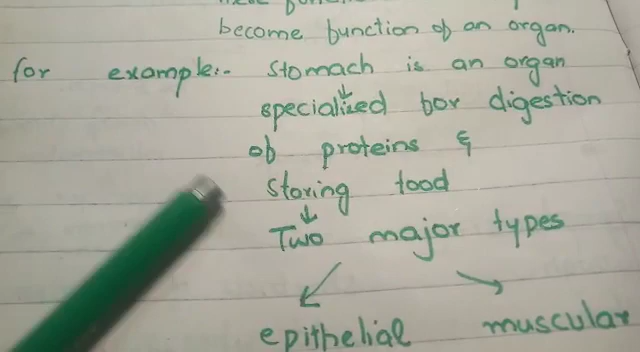 become function of an organ.
for example:- Stomach is an organ
specialized for digestion
of proteins &
storing food
Two major types
epithelial muscular